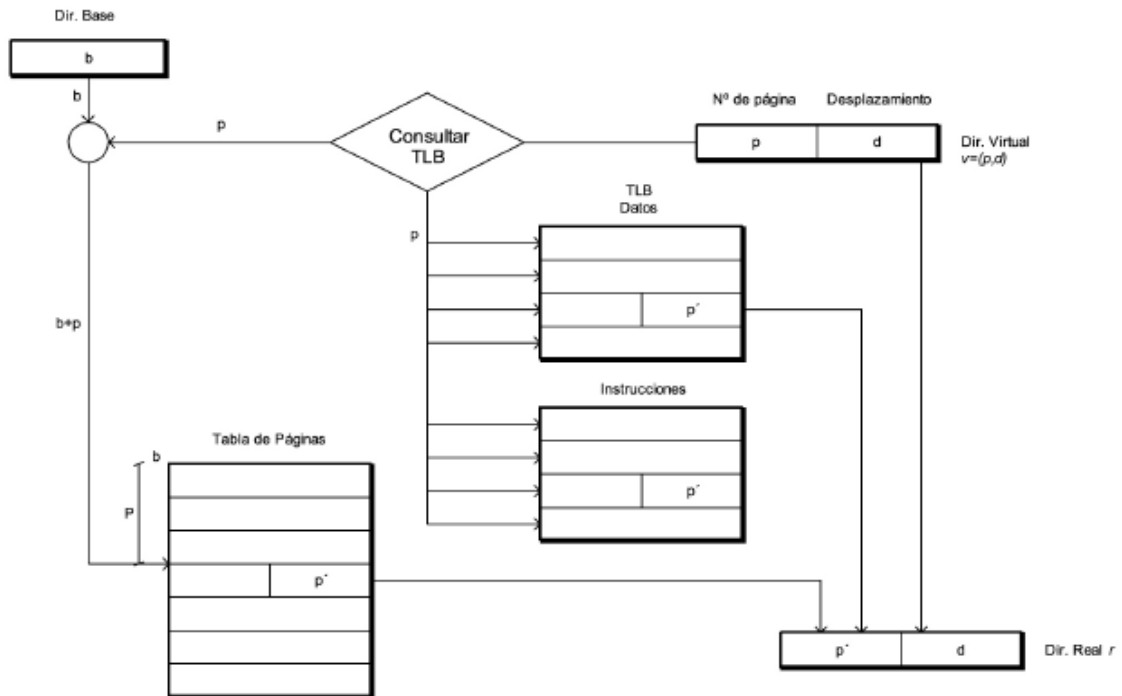 Dir. Base
b
b
p
Consultar
TLB
Nº de página
Desplazamiento
p
d
Dir. Virtual
v=(p,d)
TLB
Datos
p
p´
b+p
Instrucciones
p´
Tabla de Páginas
b
P
p´
p´
d
Dir. Real r